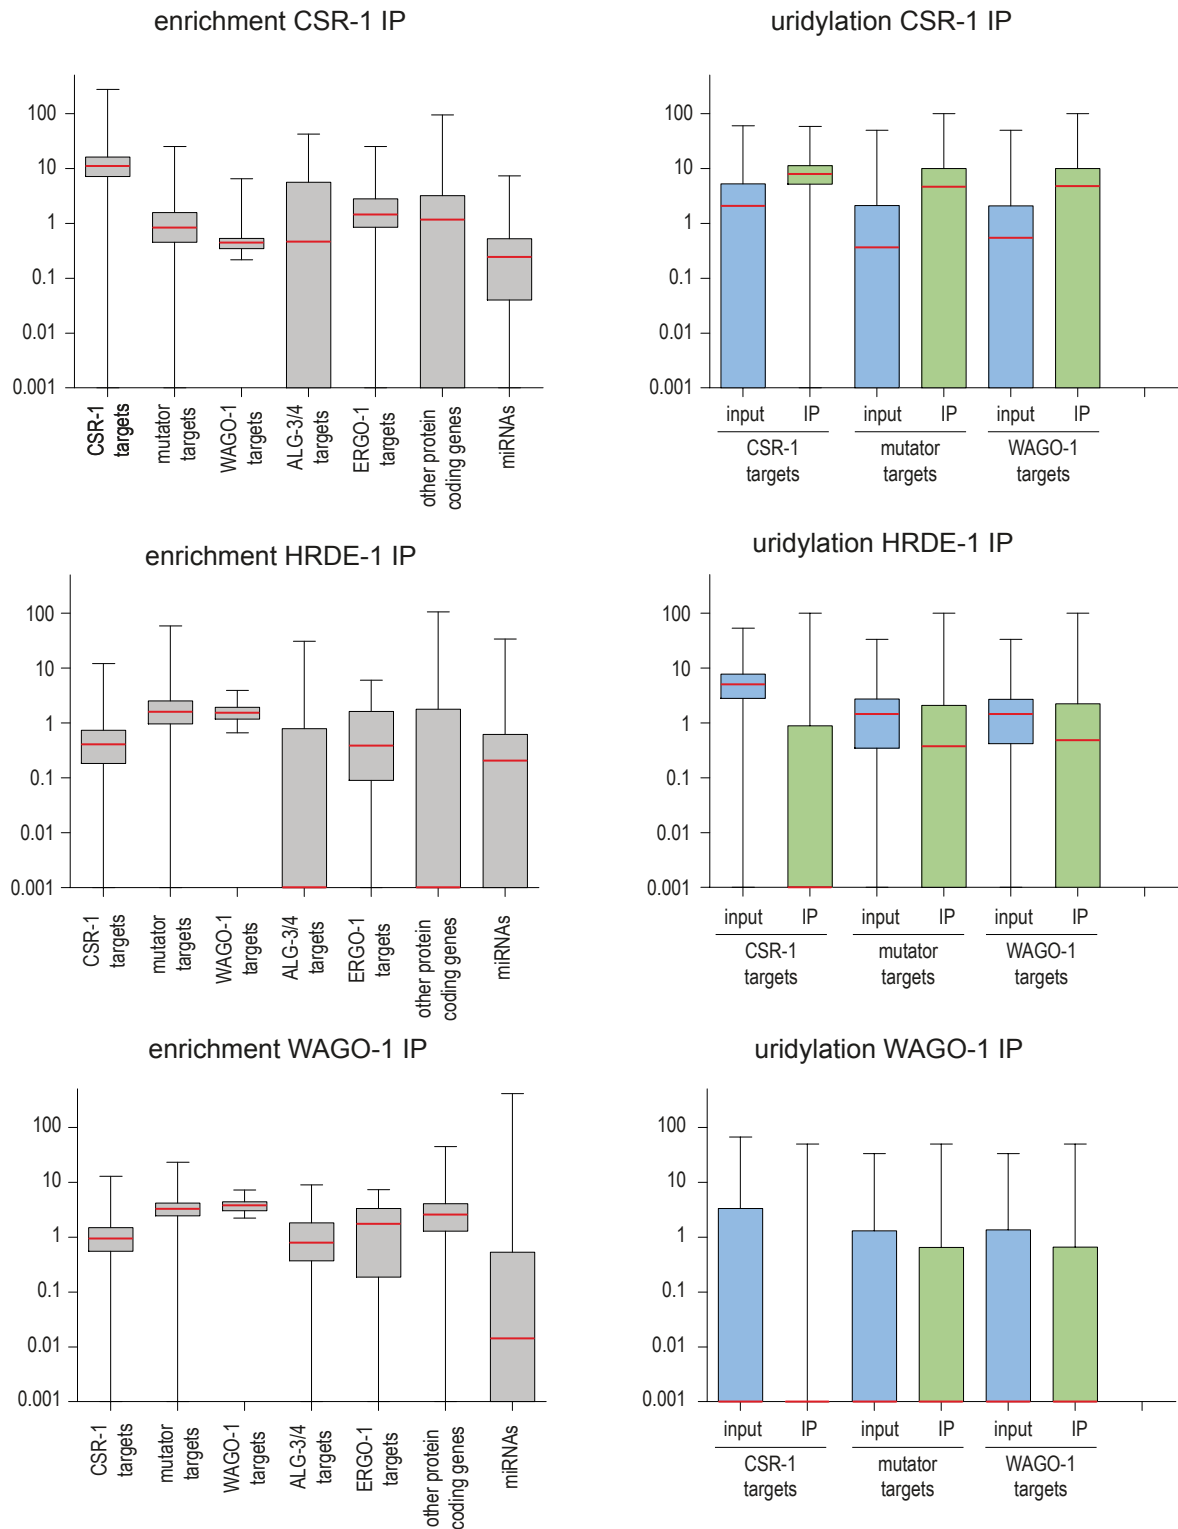 enrichment CSR-1 IP
100
10
1
0.1
0.01
0.001
CSR-1
targets
mutator
targets
WAGO-1
targets
ALG-3/4
targets
ERGO-1
targets
other protein
coding genes
miRNAs
uridylation CSR-1 IP
100
10
1
0.1
0.01
0.001
input IP input IP input IP
CSR-1
targets
mutator
targets
WAGO-1
targets
enrichment HRDE-1 IP
100
10
1
0.1
0.01
0.001
CSR-1
targets
mutator
targets
WAGO-1
targets
ALG-3/4
targets
ERGO-1
targets
other protein
coding genes
miRNAs
uridylation HRDE-1 IP
100
10
1
0.1
0.01
0.001
input IP input IP input IP
CSR-1
targets
mutator
targets
WAGO-1
targets
enrichment WAGO-1 IP
100
10
1
0.1
0.01
0.001
CSR-1
targets
mutator
targets
WAGO-1
targets
ALG-3/4
targets
ERGO-1
targets
other protein
coding genes
miRNAs
uridylation WAGO-1 IP
100
10
1
0.1
0.01
0.001
input IP input IP input IP
CSR-1
targets
mutator
targets
WAGO-1
targets